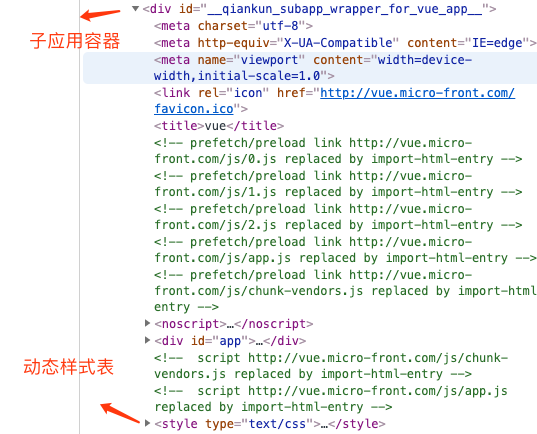 <div id="__qiankun_subapp_wrapper_for_vue_app__">
子应用容器
<meta charset="utf-8">
<meta http-equiv="X-UA-Compatible" content="IE=edge">
<meta name="viewport" content="width=device-
width,initial-scale=1.0">
<link rel="icon" href="http://vue.micro-front.com/
favicon.ico">
<title>vue</title>
<!-- prefetch/preload link http://vue.micro-
front.com/js/0.js replaced by import-html-entry -->
<!-- prefetch/preload link http://vue.micro-
front.com/js/1.js replaced by import-html-entry -->
<!-- prefetch/preload link http://vue.micro-
front.com/js/2.js replaced by import-html-entry -->
<!-- prefetch/preload link http://vue.micro-
front.com/js/app.js replaced by import-html-entry -->
<!-- prefetch/preload link http://vue.micro-
front.com/js/chunk-vendors.js replaced by import-html
entry -->
<noscript>…</noscript>
<div id="app">…</div>
动态样式表
<!--  script http://vue.micro-front.com/js/chunk-
vendors.js replaced by import-html-entry -->
<!--  script http://vue.micro-front.com/js/app.js
replaced by import-html-entry -->
<style type="text/css">…</style>